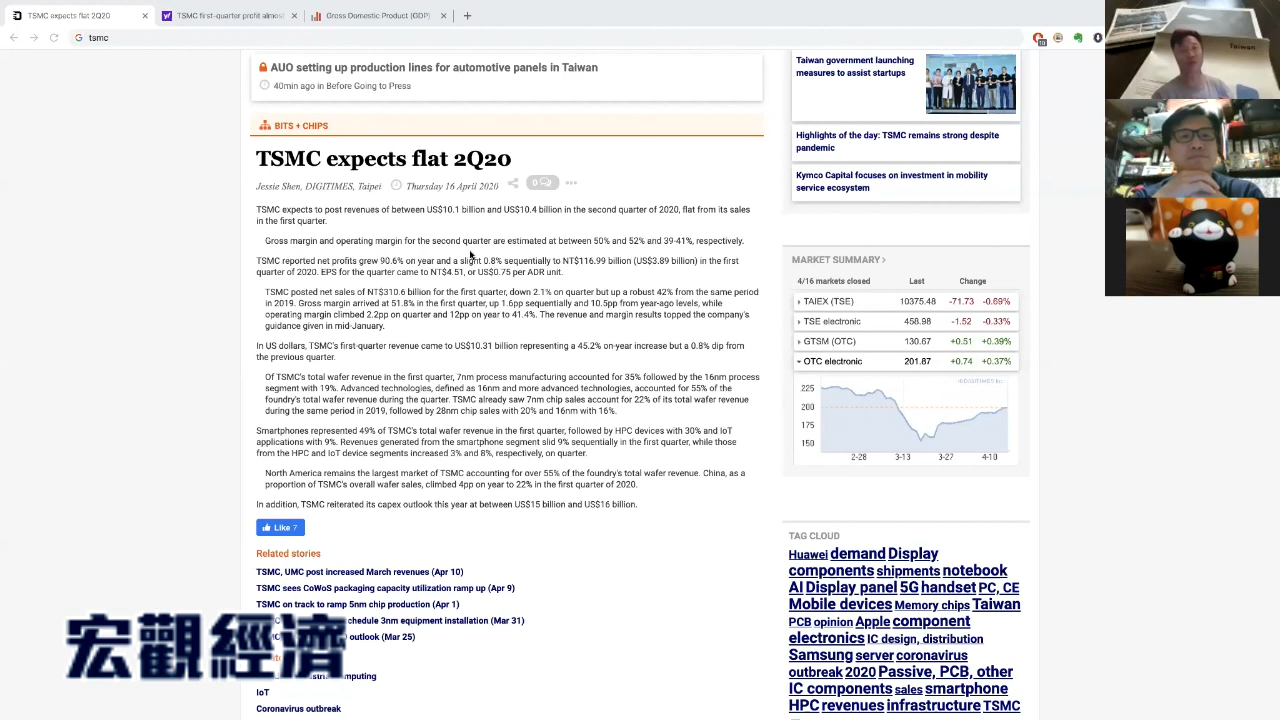 TSMC expects flat 2Q20
TSMC first-quarter profit almost
Gross Domestic Product (GDP)
tsmc
Taiwan
AUO setting up production lines for automotive panels in Taiwan
40min ago in Before Going to Press
BITS + CHIPS
TSMC expects flat 2Q20
Jessie Shen, DIGITIMES, Taipei
Thursday 16 April 2020
0
TSMC expects to post revenues of between US$10.1 billion and US$10.4 billion in the second quarter of 2020, flat from its sales
in the first quarter.
Gross margin and operating margin for the second quarter are estimated at between 50% and 52% and 39-41%, respectively.
TSMC reported net profits grew 90.6% on year and a slight 0.8% sequentially to NT$116.99 billion (US$3.89 billion) in the first
quarter of 2020. EPS for the quarter came to NT$4.51, or US$0.75 per ADR unit.
TSMC posted net sales of NT$310.6 billion for the first quarter, down 2.1% on quarter but up a robust 42% from the same period
in 2019. Gross margin arrived at 51.8% in the first quarter, up 1.6pp sequentially and 10.5pp from year-ago levels, while
operating margin climbed 2.2pp on quarter and 12pp on year to 41.4%. The revenue and margin results topped the company's
guidance given in mid-January.
In US dollars, TSMC's first-quarter revenue came to US$10.31 billion representing a 45.2% on-year increase but a 0.8% dip from
the previous quarter.
Of TSMC's total wafer revenue in the first quarter, 7nm process manufacturing accounted for 35% followed by the 16nm process
segment with 19%. Advanced technologies, defined as 16nm and more advanced technologies, accounted for 55% of the
foundry's total wafer revenue during the quarter. TSMC already saw 7nm chip sales account for 22% of its total wafer revenue
during the same period in 2019, followed by 28nm chip sales with 20% and 16nm with 16%.
Smartphones represented 49% of TSMC's total wafer revenue in the first quarter, followed by HPC devices with 30% and IoT
applications with 9%. Revenues generated from the smartphone segment slid 9% sequentially in the first quarter, while those
from the HPC and IoT device segments increased 3% and 8%, respectively, on quarter.
North America remains the largest market of TSMC accounting for over 55% of the foundry's total wafer revenue. China, as a
proportion of TSMC's overall wafer sales, climbed 4pp on year to 22% in the first quarter of 2020.
In addition, TSMC reiterated its capex outlook this year at between US$15 billion and US$16 billion.
Like 7
Related stories
TSMC, UMC post increased March revenues (Apr 10)
TSMC sees CoWoS packaging capacity utilization ramp up (Apr 9)
TSMC on track to ramp 5nm chip production (Apr 1)
chedule 3nm equipment installation (Mar 31)
outlook (Mar 25)
computing
IoT
Coronavirus outbreak
宏觀經濟
Taiwan government launching
measures to assist startups
Highlights of the day: TSMC remains strong despite
pandemic
Kymco Capital focuses on investment in mobility
service ecosystem
MARKET SUMMARY
4/16 markets closed Last Change
TAIEX (TSE) 10375.48 -71.73 -0.69%
TSE electronic 458.98 -1.52 -0.33%
GTSM (OTC) 130.67 +0.51 +0.39%
OTC electronic 201.87 +0.74 +0.37%
©DIGITIMES Inc
225
200
175
150
2-28 3-13 3-27 4-10
TAG CLOUD
Huawei demand Display
components shipments notebook
AI Display panel 5G handset PC, CE
Mobile devices Memory chips Taiwan
PCB opinion Apple component
electronics IC design, distribution
Samsung server coronavirus
outbreak 2020 Passive, PCB, other
IC components sales smartphone
HPC revenues infrastructure TSMC